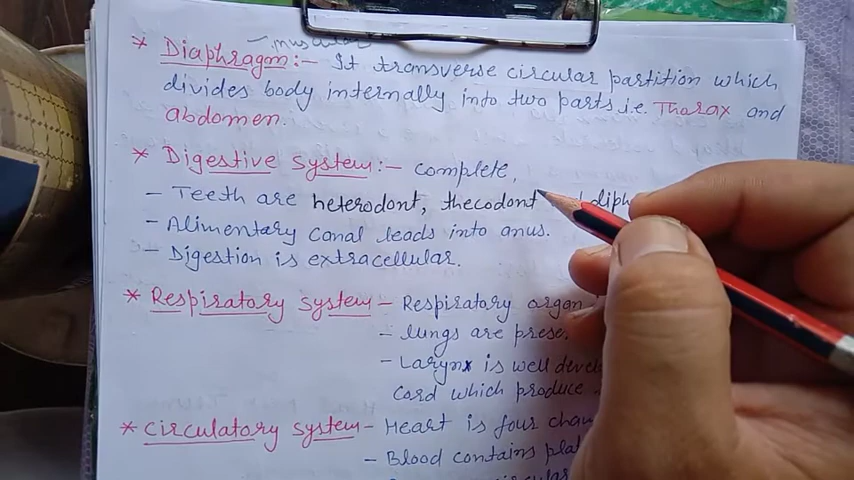 - muscular
* Diaphragm :- It transverse circular partition which
divides body internally into two parts i.e. Thorax and
abdomen.
* Digestive system :- complete,
- Teeth are heterodont, thecodont diph
- Alimentary canal leads into anus.
- Digestion is extracellular.
* Respiratory system - Respiratory organ
- lungs are prese
- Larynx is well devel
Cord which produce
* Circulatory system - Heart is four cham
- Blood contains plat